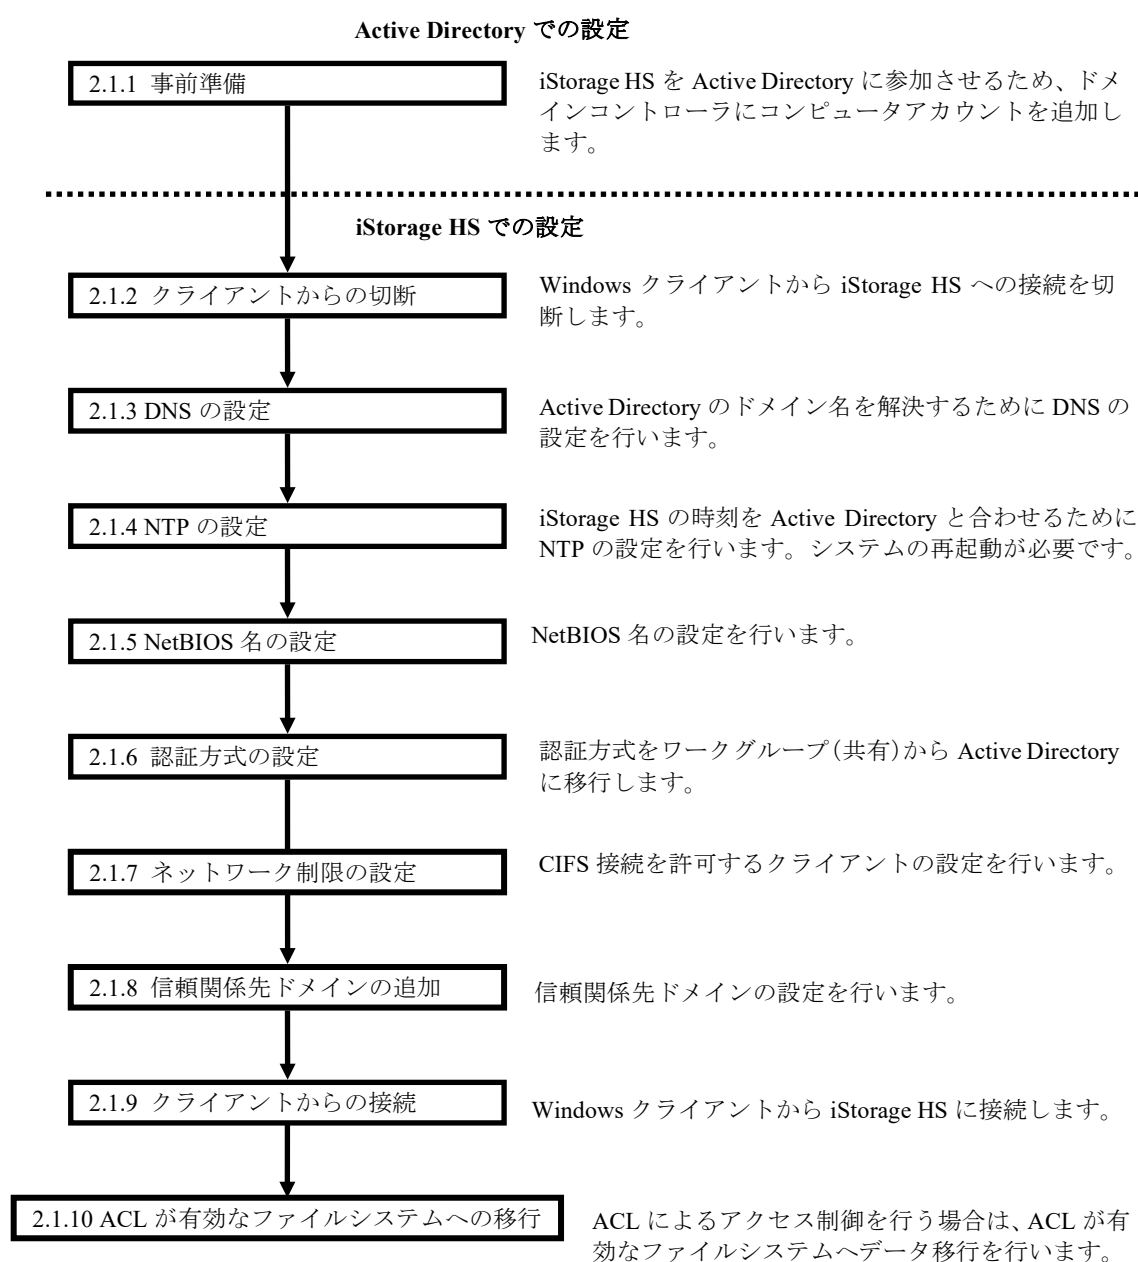 Active Directory での設定
2.1.1 事前準備
iStorage HS を Active Directory に参加させるため、ドメ
インコントローラにコンピュータアカウントを追加し
ます。
iStorage HS での設定
2.1.2 クライアントからの切断
Windows クライアントから iStorage HS への接続を切
断します。
2.1.3 DNS の設定
Active Directory のドメイン名を解決するために DNS の
設定を行います。
2.1.4 NTP の設定
iStorage HS の時刻を Active Directory と合わせるために
NTP の設定を行います。システムの再起動が必要です。
2.1.5 NetBIOS 名の設定
NetBIOS 名の設定を行います。
2.1.6 認証方式の設定
認証方式をワークグループ(共有)から Active Directory
に移行します。
2.1.7 ネットワーク制限の設定
CIFS 接続を許可するクライアントの設定を行います。
2.1.8 信頼関係先ドメインの追加
信頼関係先ドメインの設定を行います。
2.1.9 クライアントからの接続
Windows クライアントから iStorage HS に接続します。
2.1.10 ACL が有効なファイルシステムへの移行
ACL によるアクセス制御を行う場合は、ACL が有
効なファイルシステムへデータ移行を行います。